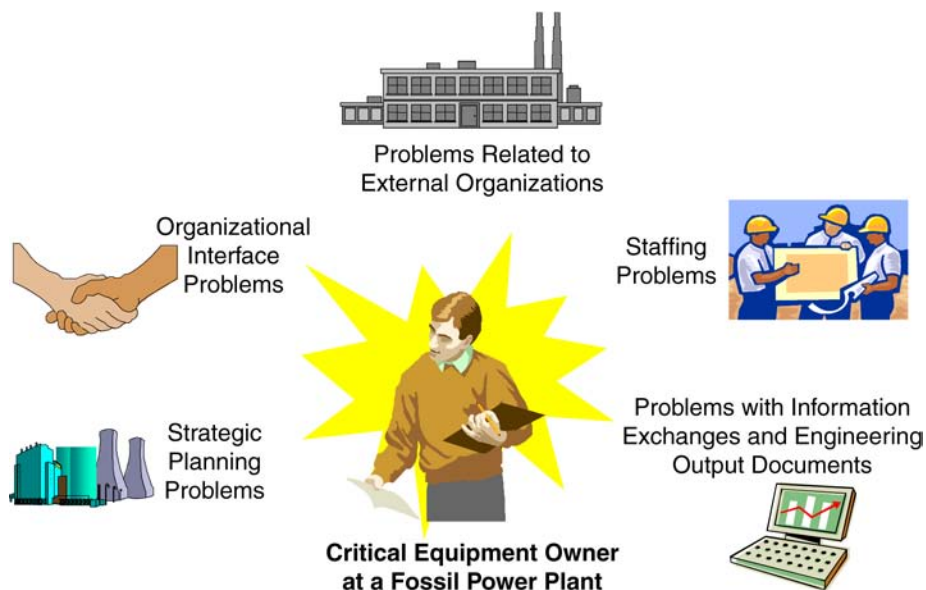 Problems Related to
External Organizations
Organizational
Interface
Problems
Staffing
Problems
Strategic
Planning
Problems
Problems with Information
Exchanges and Engineering
Output Documents
Critical Equipment Owner
at a Fossil Power Plant